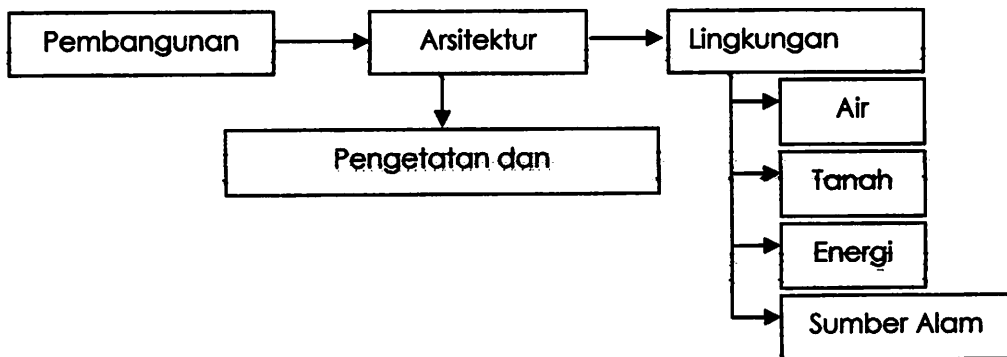 Pembangunan
Arsitektur
Lingkungan
Pengetatan dan
Air
Tanah
Energi
Sumber Alam